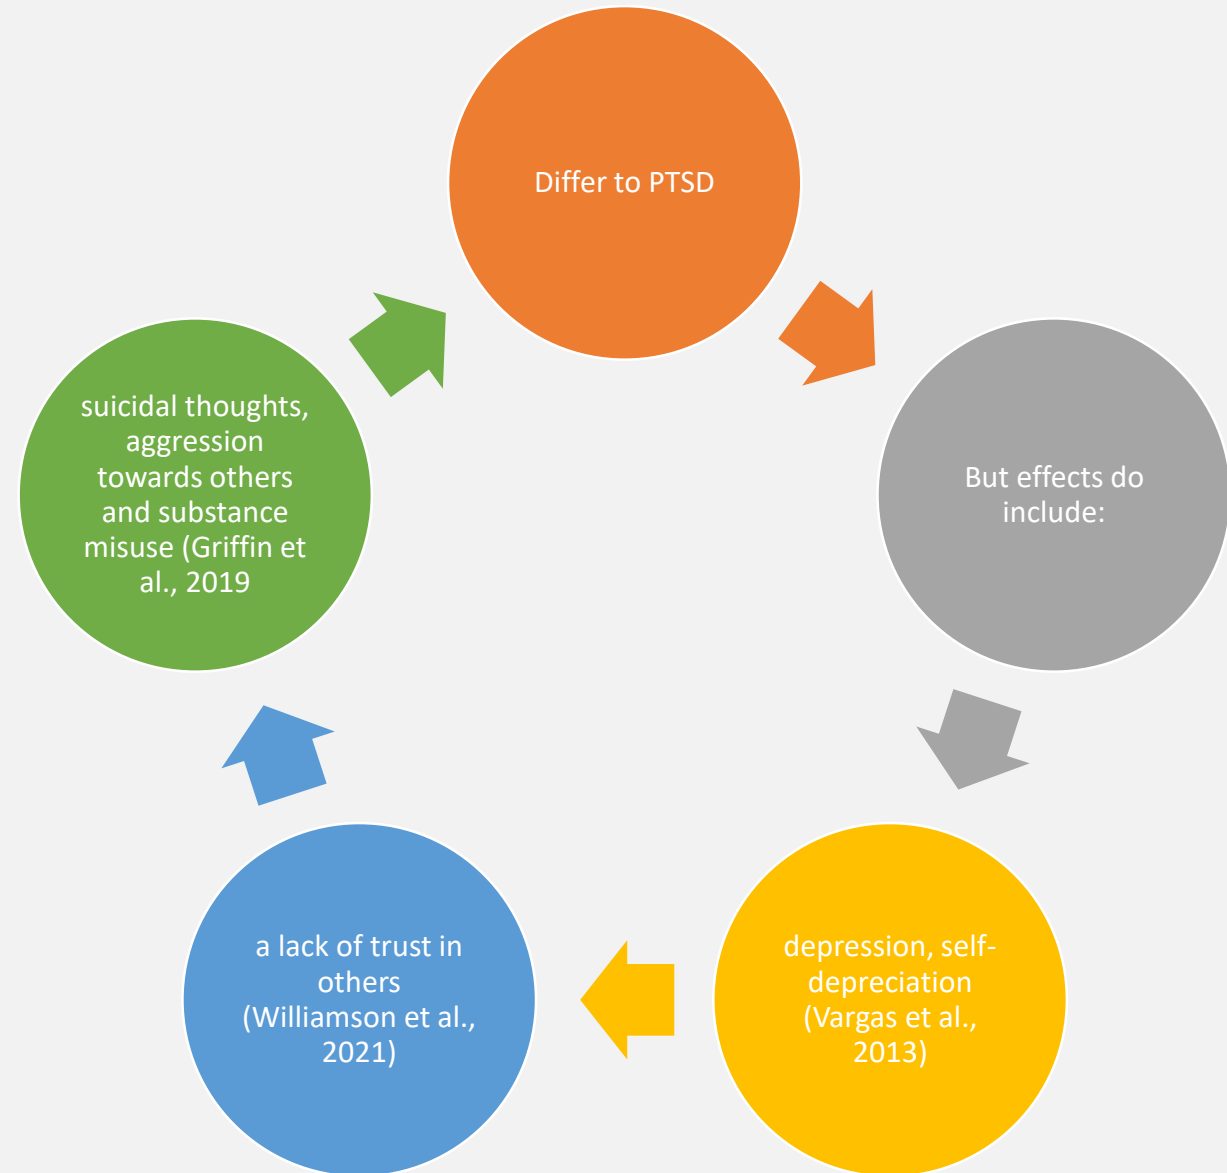 Differ to PTSD
But effects do
include:
depression, self-
depreciation
(Vargas et al.,
2013)
a lack of trust in
others
(Williamson et al.,
2021)
suicidal thoughts,
aggression
towards others
and substance
misuse (Griffin et
al., 2019